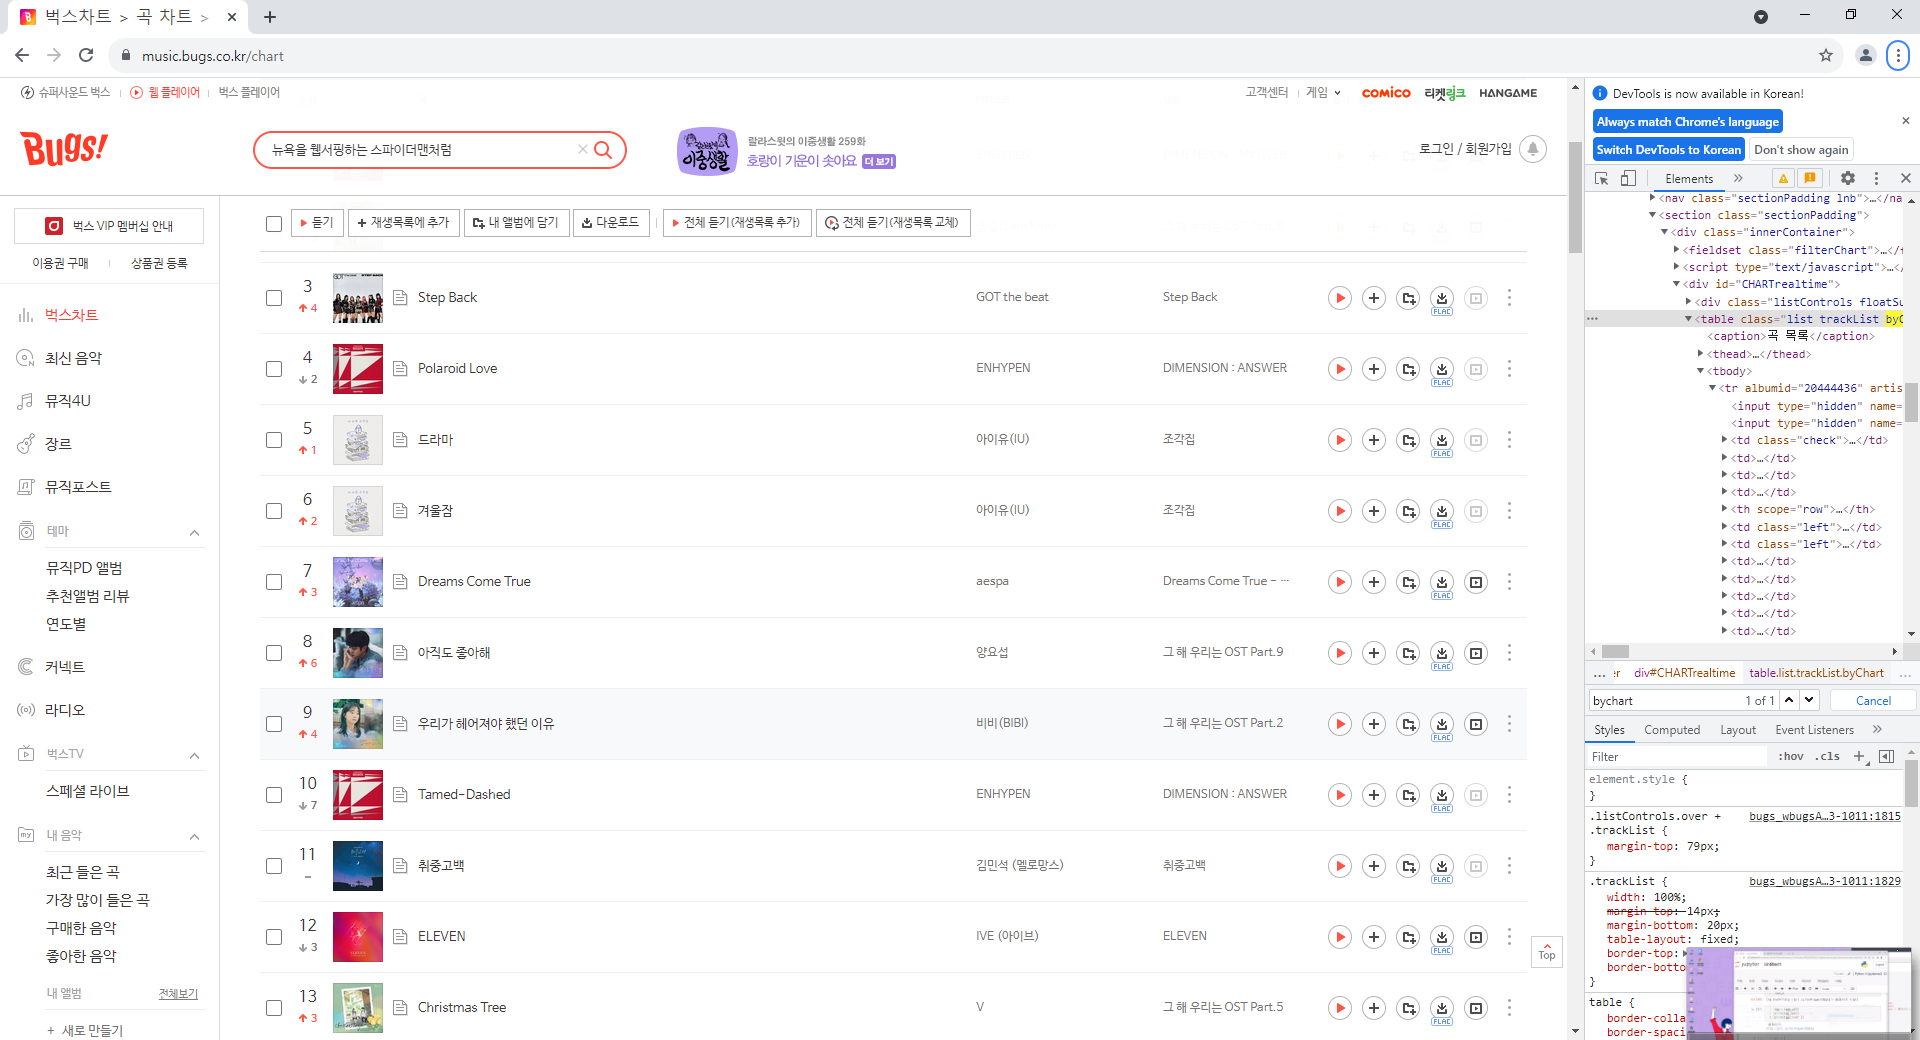 벅스차트 > 곡 차트 >
music.bugs.co.kr/chart
슈퍼사운드 벅스
웹 플레이어
벅스 플레이어
고객센터
게임
comico
티켓링크
HANGAME
Bugs!
뉴욕을 웹서핑하는 스파이더맨처럼
이중생활
랄라스윗의 이중생활 259화
호랑이 기운이 솟아요 더 보기
로그인 / 회원가입
벅스 VIP 멤버십 안내
이용권 구매
상품권 등록
벅스차트
최신 음악
뮤직4U
장르
뮤직포스트
테마
뮤직PD 앨범
추천앨범 리뷰
연도별
커넥트
라디오
벅스TV
스페셜 라이브
내 음악
최근 들은 곡
가장 많이 들은 곡
구매한 음악
좋아한 음악
내 앨범
전체보기
+ 새로 만들기
듣기
재생목록에 추가
내 앨범에 담기
다운로드
전체 듣기(재생목록 추가)
전체 듣기(재생목록 교체)
3 4 Step Back GOT the beat Step Back FLAC
4 2 Polaroid Love ENHYPEN DIMENSION : ANSWER FLAC
5 1 드라마 아이유(IU) 조각집 FLAC
6 2 겨울잠 아이유(IU) 조각집 FLAC
7 3 Dreams Come True aespa Dreams Come True - ··· FLAC
8 6 아직도 좋아해 양요섭 그 해 우리는 OST Part.9 FLAC
9 4 우리가 헤어져야 했던 이유 비비(BIBI) 그 해 우리는 OST Part.2 FLAC
10 7 Tamed-Dashed ENHYPEN DIMENSION : ANSWER FLAC
11 - 취중고백 김민석 (멜로망스) 취중고백 FLAC
12 3 ELEVEN IVE (아이브) ELEVEN FLAC
13 3 Christmas Tree V 그 해 우리는 OST Part.5 FLAC
Top
DevTools is now available in Korean!
Always match Chrome's language
Switch DevTools to Korean
Don't show again
Elements
<nav class="sectionPadding lnb">…</na
<section class="sectionPadding">
<div class="innerContainer">
<fieldset class="filterChart">…</f
<script type="text/javascript">…</
<div id="CHARTrealtime">
<div class="listControls floatSu
<table class="list trackList byC
<caption>곡 목록</caption>
<thead>…</thead>
<tbody>
<tr albumid="20444436" artis
<input type="hidden" name=
<input type="hidden" name=
<td class="check">…</td>
<td>…</td>
<td>…</td>
<td>…</td>
<th scope="row">…</th>
<td class="left">…</td>
<td class="left">…</td>
<td>…</td>
<td>…</td>
<td>…</td>
<td>…</td>
<td>…</td>
… er div#CHARTrealtime table.list.trackList.byChart …
bychart 1 of 1 Cancel
Styles Computed Layout Event Listeners
Filter :hov .cls
element.style {
}
.listControls.over + bugs_wbugsA…3-1011:1815
.trackList {
margin-top: 79px;
}
.trackList { bugs_wbugsA…3-1011:1829
width: 100%;
margin-top: 14px;
margin-bottom: 20px;
table-layout: fixed;
border-top:
border-botto
}
table {
border-colla
border-spaci